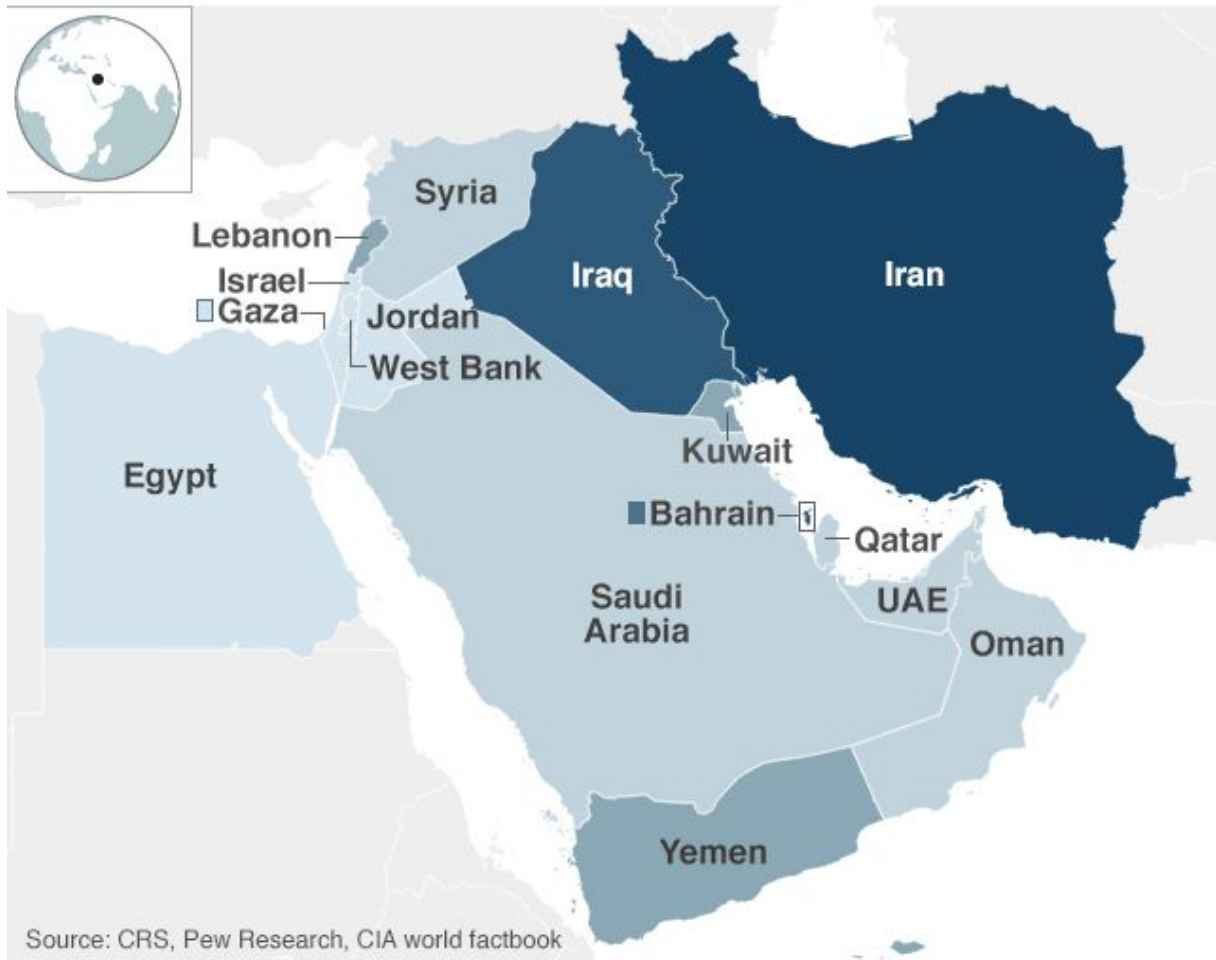 Syria
Lebanon
Israel
Gaza
Jordan
West Bank
Iraq
Iran
Egypt
Kuwait
Bahrain
Qatar
Saudi
Arabia
UAE
Oman
Yemen
Source: CRS, Pew Research, CIA world factbook